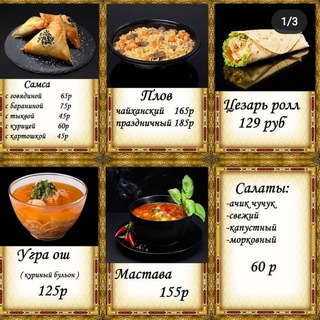 1/3
Самса
с говядиной 65р
с бараниной 75р
с тыквой 45р
с курицей 60р
с картошкой 45р
Плов
чайханский 165р
праздничный 185р
Цезарь ролл
129 руб
Угра ош
( куриный бульон )
125р
Мастава
155р
Салаты:
-ачик чучук
-свежий
-капустный
-морковный
60 р